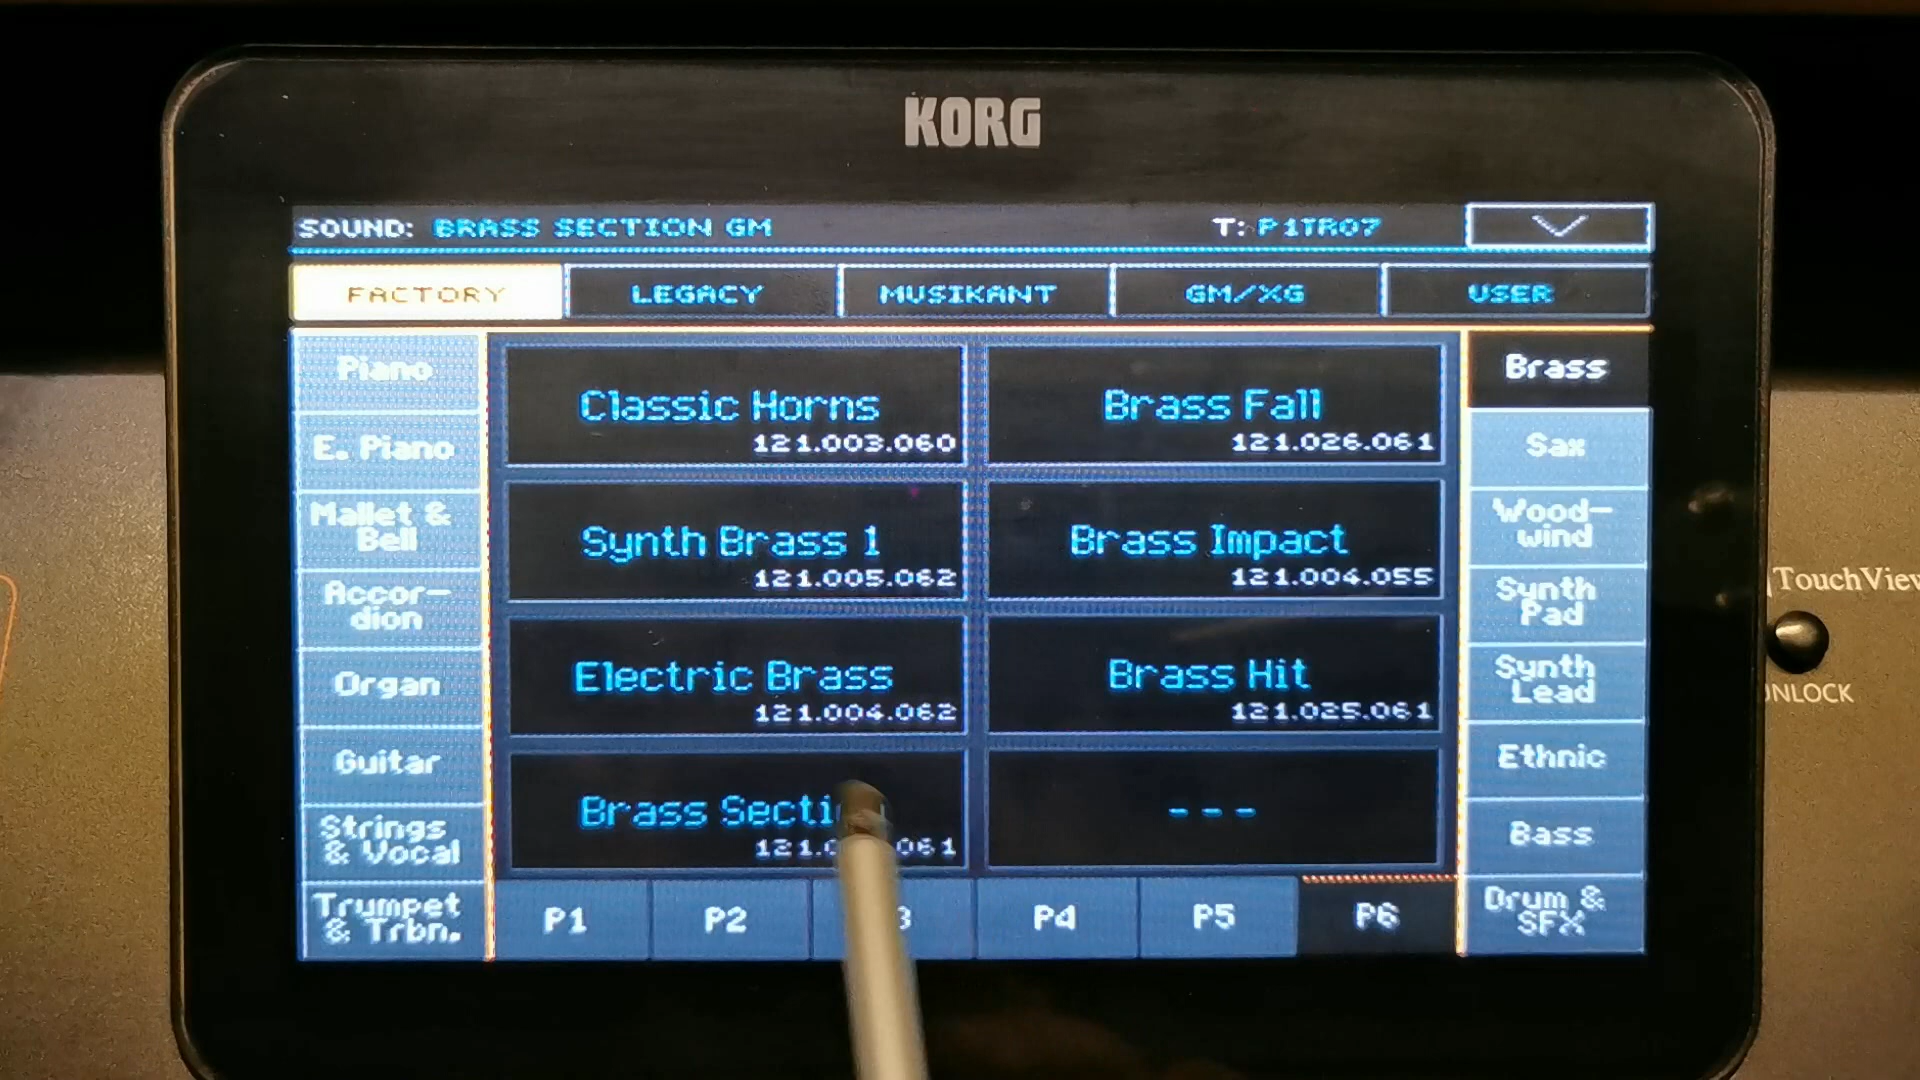 KORG
SOUND: BRASS SECTION GM
T: P1TR07
FACTORY
LEGACY
MUSIKANT
GM/XG
USER
Piano
E. Piano
Mallet &
Bell
Accor-
dion
Organ
Guitar
Strings
& Vocal
Trumpet
& Trbn.
Classic Horns
121.003.060
Brass Fall
121.026.061
Synth Brass 1
121.005.062
Brass Impact
121.004.055
Electric Brass
121.004.062
Brass Hit
121.025.061
Brass
---
P1
P2
P4
P5
P6
Brass
Sax
Wood-
wind
Synth
Pad
Synth
Lead
Ethnic
Bass
Drum &
SFX
TouchView